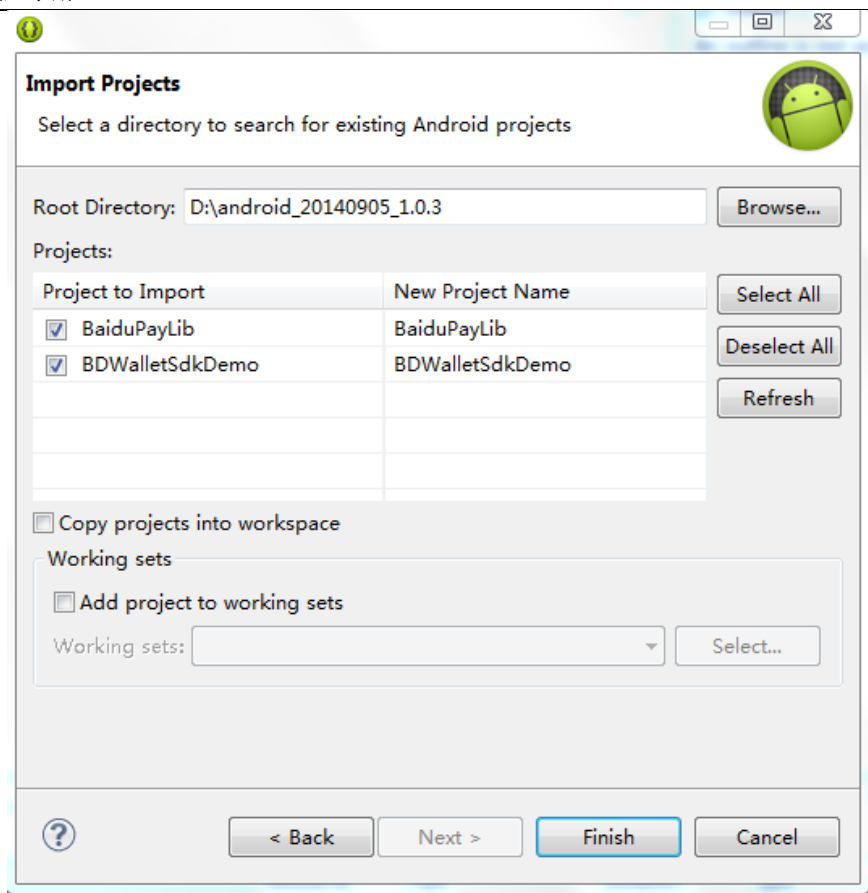 Import Projects
Select a directory to search for existing Android projects
Root Directory: D:\android_20140905_1.0.3 Browse...
Projects:
Project to Import New Project Name Select All
BaiduPayLib BaiduPayLib
BDWalletSdkDemo BDWalletSdkDemo Deselect All
Refresh
Copy projects into workspace
Working sets
Add project to working sets
Working sets: Select...
? < Back Next > Finish Cancel